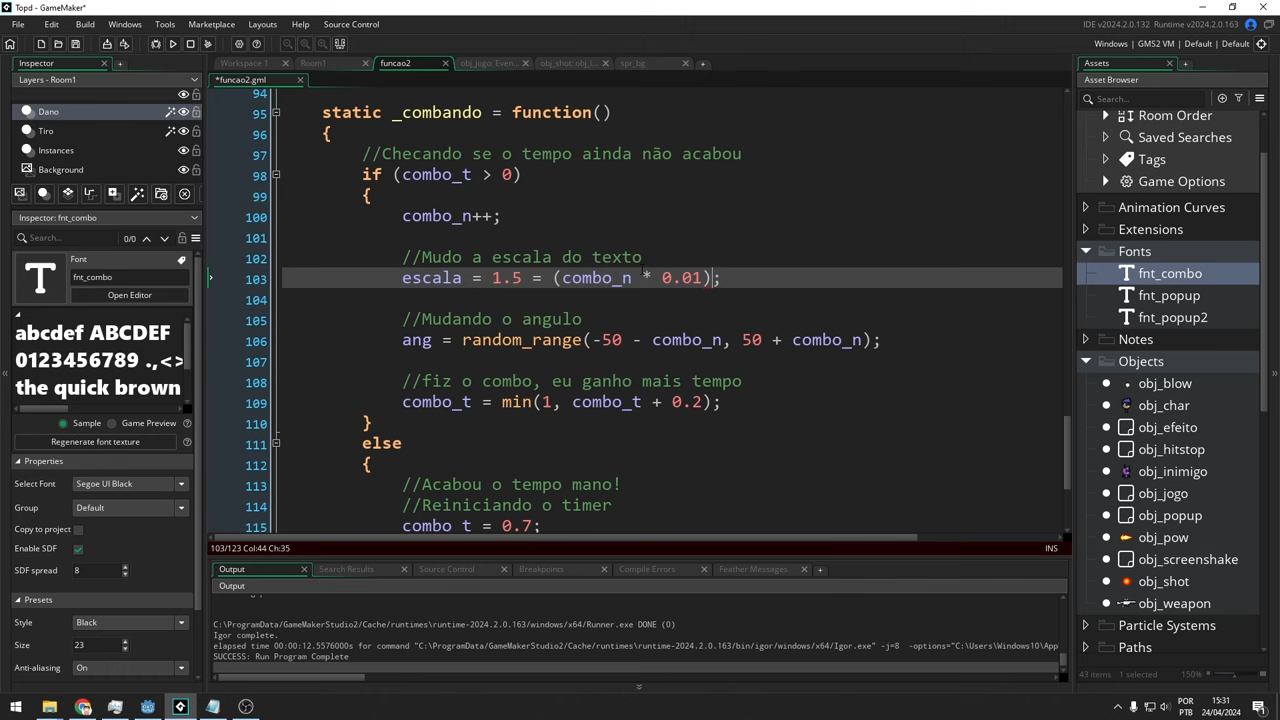 Topd - GameMaker*
File Edit Build Windows Tools Marketplace Layouts Help Source Control
IDE v2024.2.0.132 Runtime v2024.2.0.163
Windows | GMS2 VM | Default | Default
Inspector
Layers - Room1
Dano
Tiro
Instances
Background
Inspector: fnt_combo
Search...
0/0
Font
fnt_combo
Open Editor
abcdef ABCDEF
0123456789 .,<>
the quick brown
Sample
Game Preview
Regenerate font texture
Properties
Select Font
Segoe UI Black
Group
Default
Copy to project
Enable SDF
SDF spread
8
Presets
Style
Black
Size
23
Anti-aliasing
On
Workspace 1
Room1
funcao2
obj_jogo: Even...
obj_shot: obj_i...
spr_bg
*funcao2.gml
94
95 static _combando = function()
96 {
97 //Checando se o tempo ainda não acabou
98 if (combo_t > 0)
99 {
100 combo_n++;
101
102 //Mudo a escala do texto
103 escala = 1.5 = (combo_n * 0.01);
104
105 //Mudando o angulo
106 ang = random_range(-50 - combo_n, 50 + combo_n);
107
108 //fiz o combo, eu ganho mais tempo
109 combo_t = min(1, combo_t + 0.2);
110 }
111 else
112 {
113 //Acabou o tempo mano!
114 //Reiniciando o timer
115 combo_t = 0.7;
103/123 Col:44 Ch:35
INS
Output
Search Results
Source Control
Breakpoints
Compile Errors
Feather Messages
Output
C:\ProgramData/GameMakerStudio2/Cache/runtimes\runtime-2024.2.0.163/windows/x64/Runner.exe DONE (0)
Igor complete.
elapsed time 00:00:12.5576000s for command "C:\ProgramData/GameMakerStudio2/Cache/runtimes\runtime-2024.2.0.163/bin/igor/windows/x64/Igor.exe" -j=8 -options="C:\Users\Windows10\App
SUCCESS: Run Program Complete
Assets
Asset Browser
Search...
Room Order
Saved Searches
Tags
Game Options
Animation Curves
Extensions
Fonts
fnt_combo
fnt_popup
fnt_popup2
Notes
Objects
obj_blow
obj_char
obj_efeito
obj_hitstop
obj_inimigo
obj_jogo
obj_popup
obj_pow
obj_screenshake
obj_shot
obj_weapon
Particle Systems
Paths
43 items
1 selected
150%
POR
PTB
15:31
24/04/2024